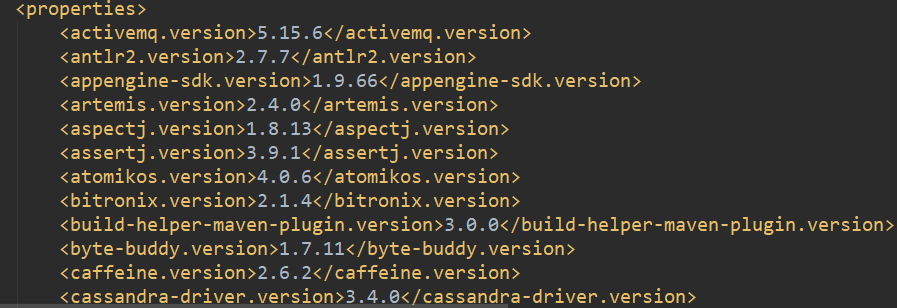 <properties>
<activemq.version>5.15.6</activemq.version>
<antlr2.version>2.7.7</antlr2.version>
<appengine-sdk.version>1.9.66</appengine-sdk.version>
<artemis.version>2.4.0</artemis.version>
<aspectj.version>1.8.13</aspectj.version>
<assertj.version>3.9.1</assertj.version>
<atomikos.version>4.0.6</atomikos.version>
<bitronix.version>2.1.4</bitronix.version>
<build-helper-maven-plugin.version>3.0.0</build-helper-maven-plugin.version>
<byte-buddy.version>1.7.11</byte-buddy.version>
<caffeine.version>2.6.2</caffeine.version>
<cassandra-driver.version>3.4.0</cassandra-driver.version>